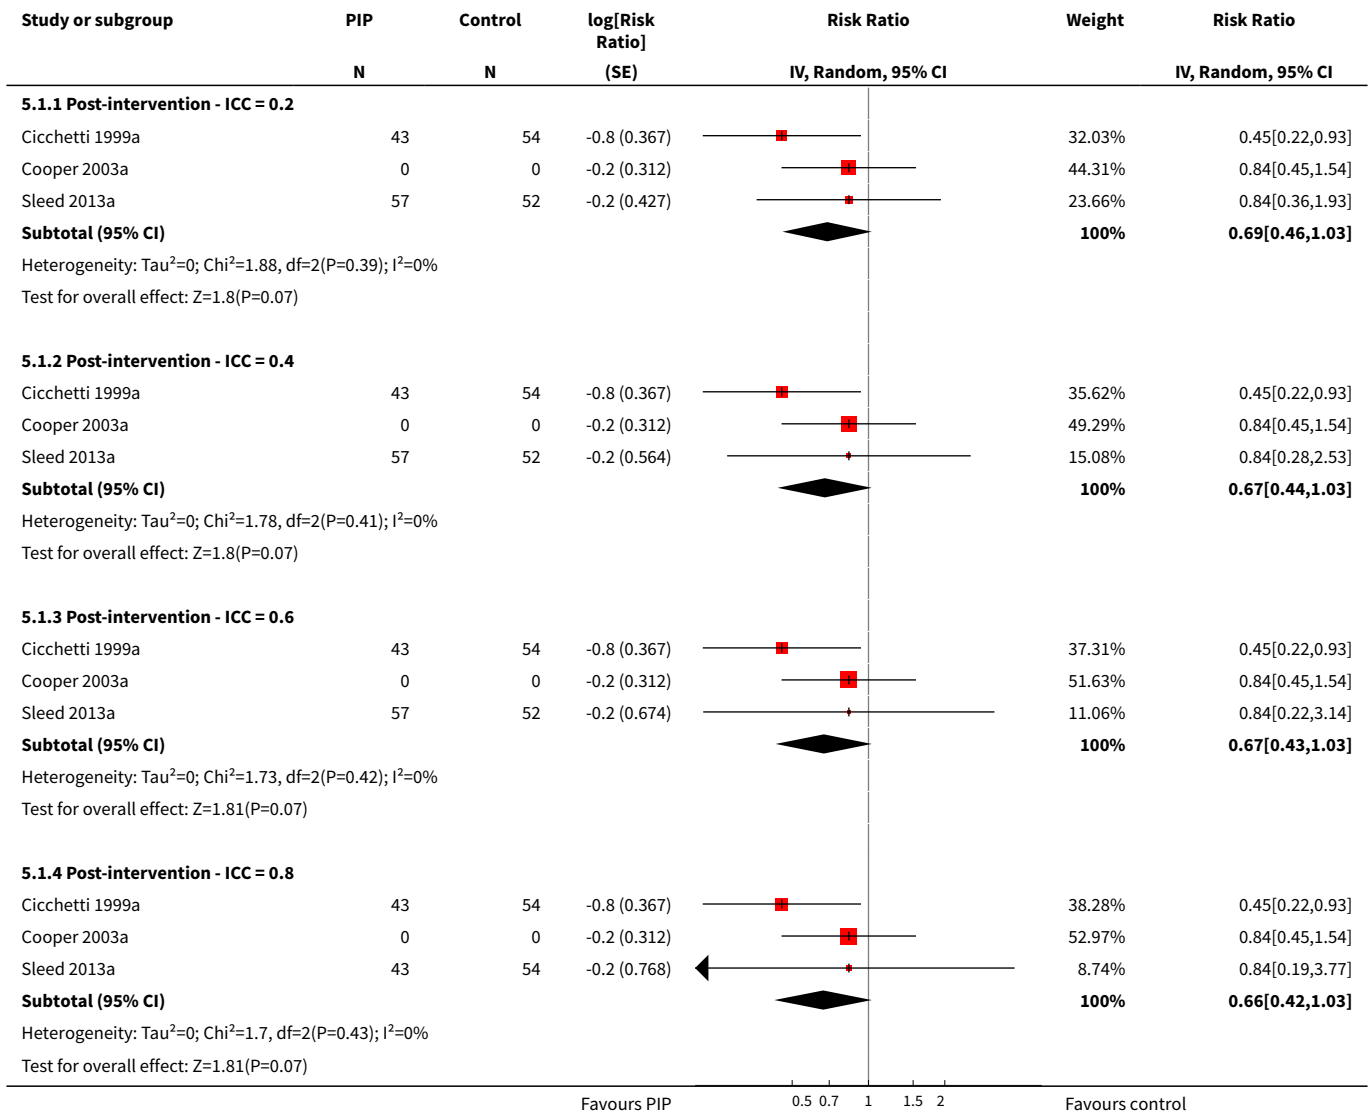 Study or subgroup PIP Control log[Risk Ratio] Risk Ratio Weight Risk Ratio
N N (SE) IV, Random, 95% CI IV, Random, 95% CI
5.1.1 Post-intervention - ICC = 0.2
Cicchetti 1999a 43 54 -0.8 (0.367) 32.03% 0.45[0.22,0.93]
Cooper 2003a 0 0 -0.2 (0.312) 44.31% 0.84[0.45,1.54]
Sleed 2013a 57 52 -0.2 (0.427) 23.66% 0.84[0.36,1.93]
Subtotal (95% CI) 100% 0.69[0.46,1.03]
Heterogeneity: Tau²=0; Chi²=1.88, df=2(P=0.39); I²=0%
Test for overall effect: Z=1.8(P=0.07)
5.1.2 Post-intervention - ICC = 0.4
Cicchetti 1999a 43 54 -0.8 (0.367) 35.62% 0.45[0.22,0.93]
Cooper 2003a 0 0 -0.2 (0.312) 49.29% 0.84[0.45,1.54]
Sleed 2013a 57 52 -0.2 (0.564) 15.08% 0.84[0.28,2.53]
Subtotal (95% CI) 100% 0.67[0.44,1.03]
Heterogeneity: Tau²=0; Chi²=1.78, df=2(P=0.41); I²=0%
Test for overall effect: Z=1.8(P=0.07)
5.1.3 Post-intervention - ICC = 0.6
Cicchetti 1999a 43 54 -0.8 (0.367) 37.31% 0.45[0.22,0.93]
Cooper 2003a 0 0 -0.2 (0.312) 51.63% 0.84[0.45,1.54]
Sleed 2013a 57 52 -0.2 (0.674) 11.06% 0.84[0.22,3.14]
Subtotal (95% CI) 100% 0.67[0.43,1.03]
Heterogeneity: Tau²=0; Chi²=1.73, df=2(P=0.42); I²=0%
Test for overall effect: Z=1.81(P=0.07)
5.1.4 Post-intervention - ICC = 0.8
Cicchetti 1999a 43 54 -0.8 (0.367) 38.28% 0.45[0.22,0.93]
Cooper 2003a 0 0 -0.2 (0.312) 52.97% 0.84[0.45,1.54]
Sleed 2013a 43 54 -0.2 (0.768) 8.74% 0.84[0.19,3.77]
Subtotal (95% CI) 100% 0.66[0.42,1.03]
Heterogeneity: Tau²=0; Chi²=1.7, df=2(P=0.43); I²=0%
Test for overall effect: Z=1.81(P=0.07)
Favours PIP 0.5 0.7 1 1.5 2 Favours control